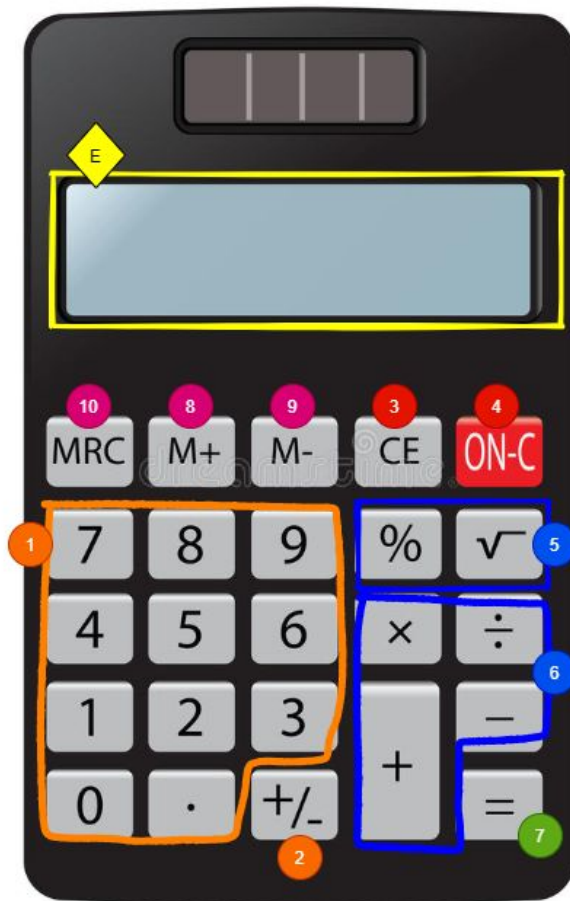 E
10 8 9 3 4
MRC M+ M- CE ON-C
dreamstime.
1 7 8 9 % √ 5
4 5 6 × ÷
6
1 2 3 −
+
0 · +/- =
2 7